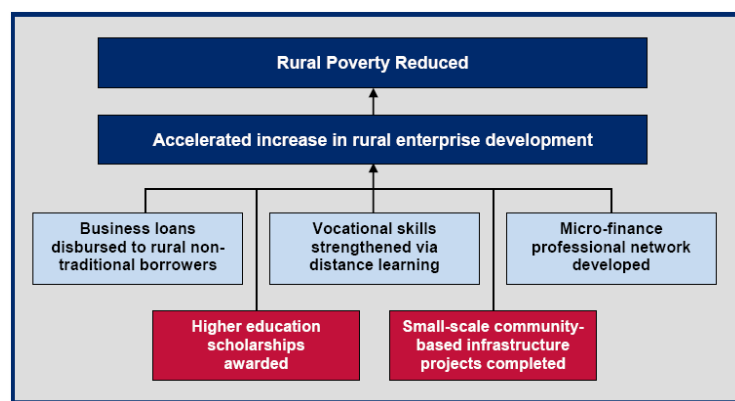 Rural Poverty Reduced
Accelerated increase in rural enterprise development
Business loans
disbursed to rural non-
traditional borrowers
Vocational skills
strengthened via
distance learning
Micro-finance
professional network
developed
Higher education
scholarships
awarded
Small-scale community-
based infrastructure
projects completed